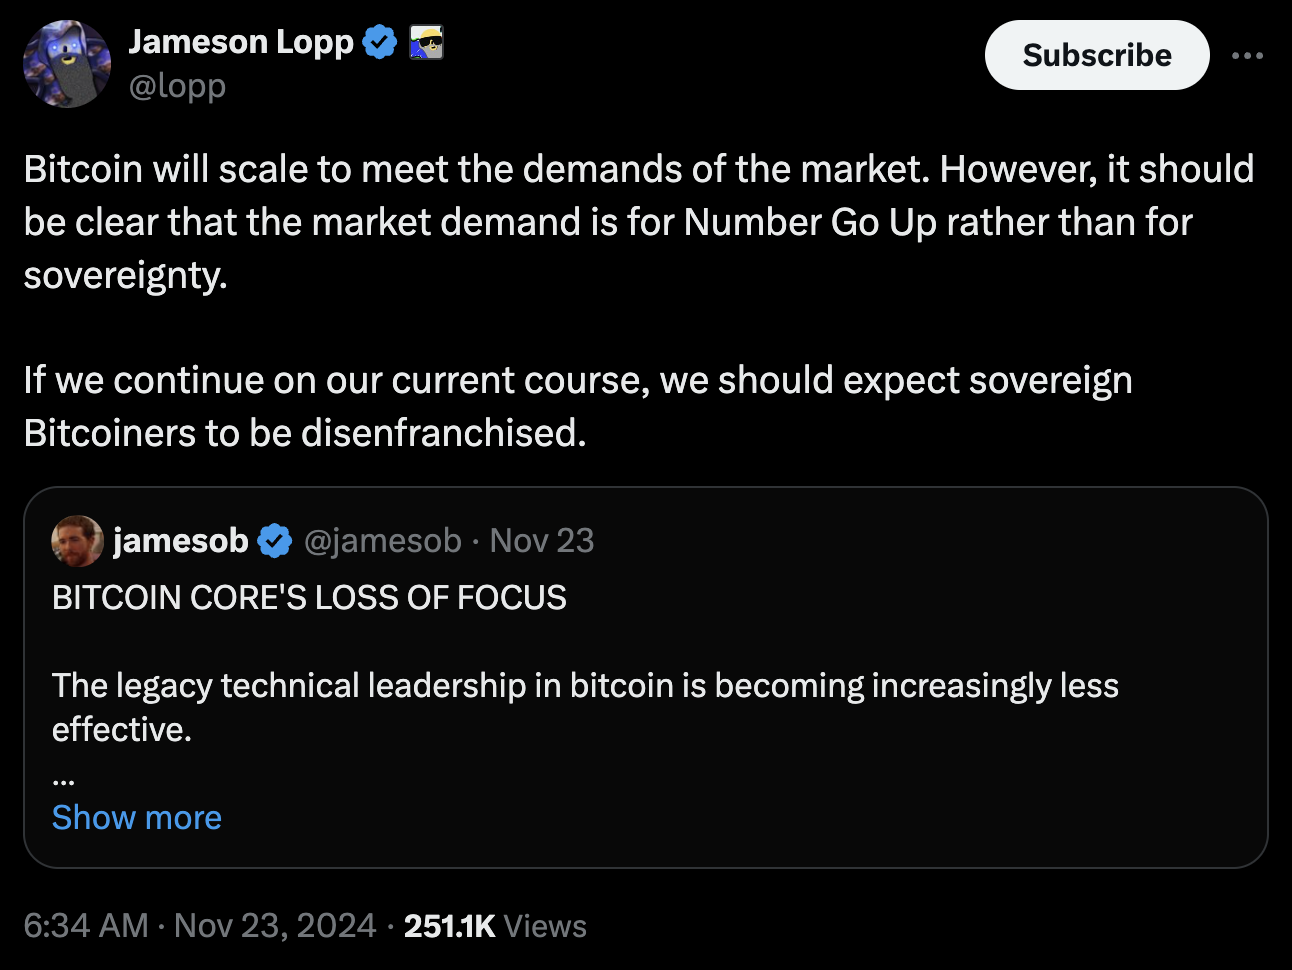 Jameson Lopp
@lopp
Subscribe
Bitcoin will scale to meet the demands of the market. However, it should
be clear that the market demand is for Number Go Up rather than for
sovereignty.
If we continue on our current course, we should expect sovereign
Bitcoiners to be disenfranchised.
jamesob @jamesob · Nov 23
BITCOIN CORE'S LOSS OF FOCUS
The legacy technical leadership in bitcoin is becoming increasingly less
effective.
...
Show more
6:34 AM · Nov 23, 2024 · 251.1K Views